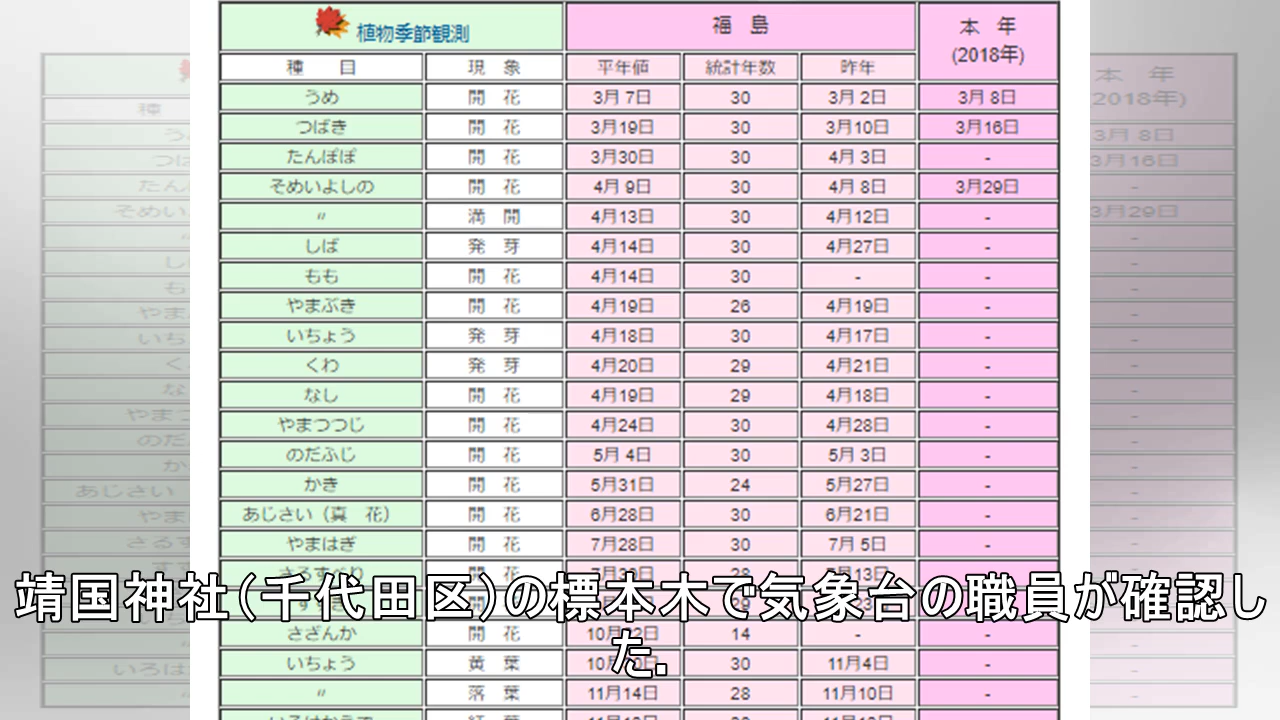 植物季節観測 福 島 本 年
(2018年)
種 目 現 象 平年値 統計年数 昨年
うめ 開 花 3月 7日 30 3月 2日 3月 8日
つばき 開 花 3月19日 30 3月10日 3月16日
たんぽぽ 開 花 3月30日 30 4月 3日 -
そめいよしの 開 花 4月 9日 30 4月 8日 3月29日
〃 満 開 4月13日 30 4月12日 -
しば 発 芽 4月14日 30 4月27日 -
もも 開 花 4月14日 30 - -
やまぶき 開 花 4月19日 26 4月19日 -
いちょう 発 芽 4月18日 30 4月17日 -
くわ 発 芽 4月20日 29 4月21日 -
なし 開 花 4月19日 29 4月18日 -
やまつつじ 開 花 4月24日 30 4月28日 -
のだふじ 開 花 5月 4日 30 5月 3日 -
かき 開 花 5月31日 24 5月27日 -
あじさい（真 花） 開 花 6月28日 30 6月21日 -
やまはぎ 開 花 7月28日 30 7月 5日 -
さるすべり
靖国神社(千代田区)の標本木で気象台の職員が確認し
た.
さざんか 開 花 14 - -
いちょう 黄 葉 30 11月4日 -
〃 落 葉 11月14日 28 11月10日 -